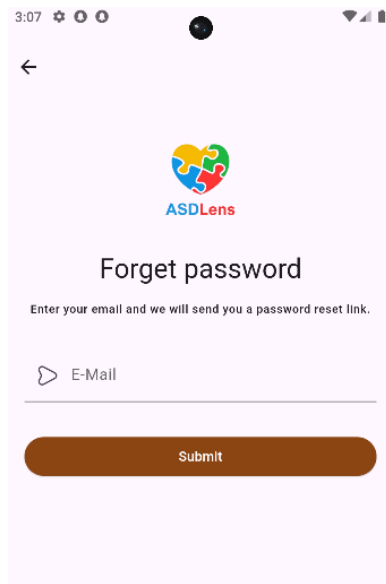 3:07
ASDLens
Forget password
Enter your email and we will send you a password reset link.
E-Mail
Submit